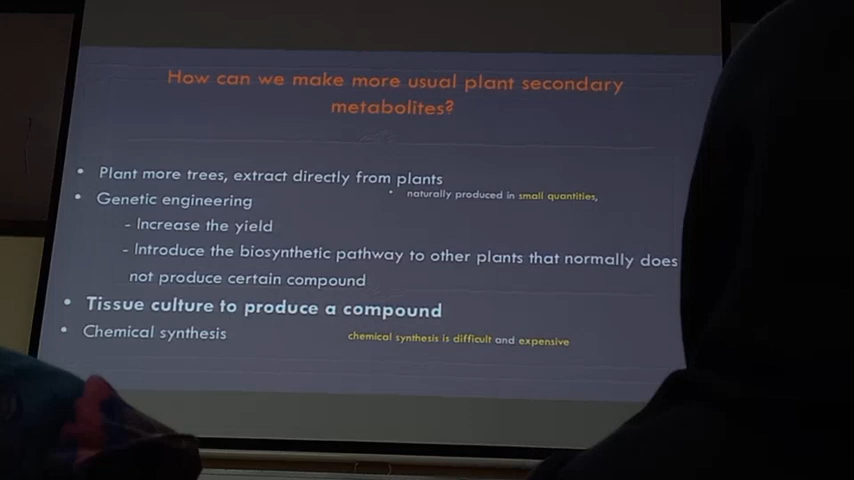 How can we make more usual plant secondary
metabolites?
• Plant more trees, extract directly from plants
• naturally produced in small quantities,
• Genetic engineering
- Increase the yield
- Introduce the biosynthetic pathway to other plants that normally does
not produce certain compound
• Tissue culture to produce a compound
• Chemical synthesis
chemical synthesis is difficult and expensive